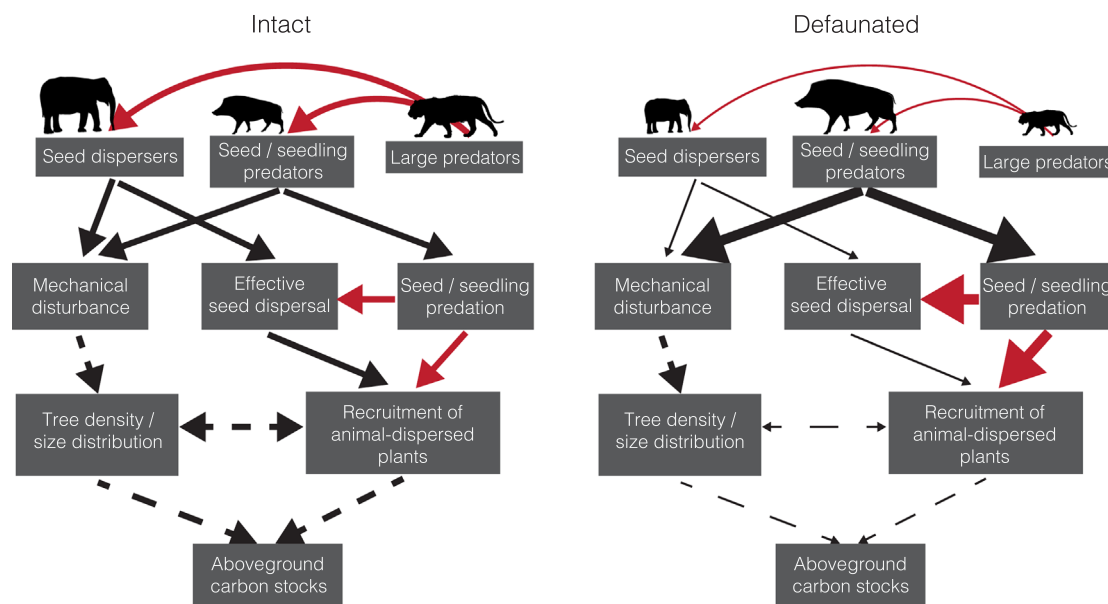 Intact
Seed dispersers
Seed / seedling
predators
Large predators
Mechanical
disturbance
Effective
seed dispersal
Seed / seedling
predation
Tree density /
size distribution
Recruitment of
animal-dispersed
plants
Aboveground
carbon stocks
Defaunated
Seed dispersers
Seed / seedling
predators
Large predators
Mechanical
disturbance
Effective
seed dispersal
Seed / seedling
predation
Tree density /
size distribution
Recruitment of
animal-dispersed
plants
Aboveground
carbon stocks